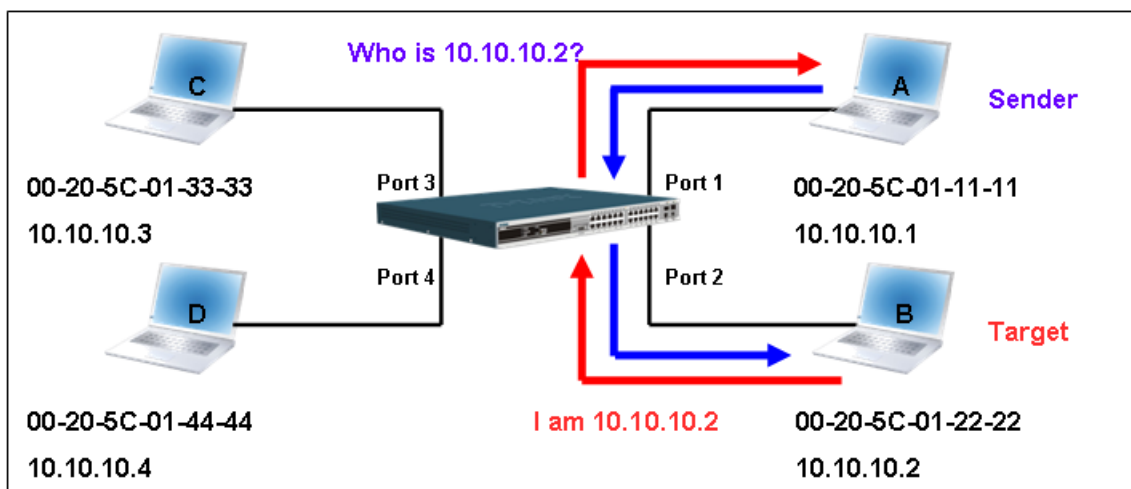 Who is 10.10.10.2?
C
A
Sender
00-20-5C-01-33-33
Port 3
Port 1
00-20-5C-01-11-11
10.10.10.3
10.10.10.1
Port 4
Port 2
D
B
Target
00-20-5C-01-44-44
I am 10.10.10.2
00-20-5C-01-22-22
10.10.10.4
10.10.10.2